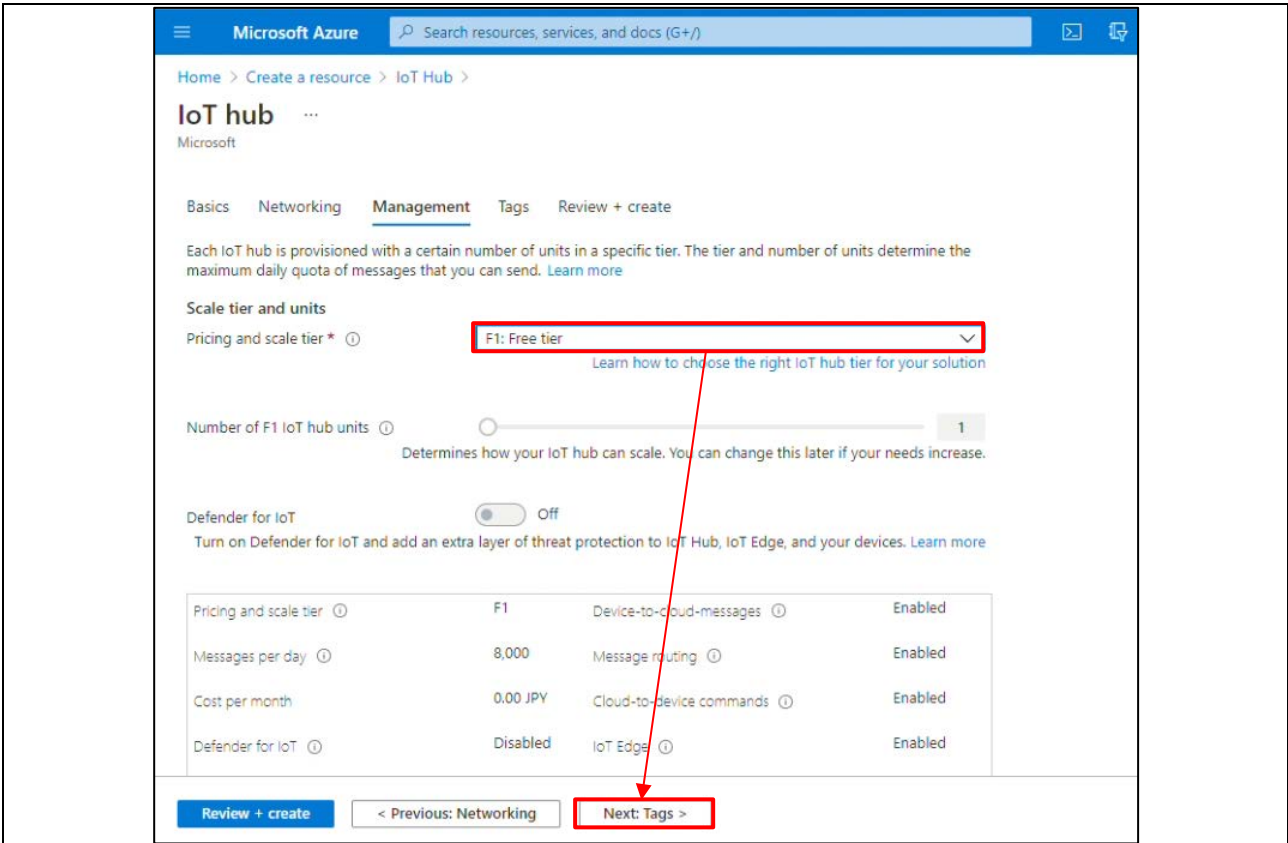 Microsoft Azure
Search resources, services, and docs (G+/)
Home > Create a resource > IoT Hub >
IoT hub ...
Microsoft
Basics Networking Management Tags Review + create
Each IoT hub is provisioned with a certain number of units in a specific tier. The tier and number of units determine the
maximum daily quota of messages that you can send. Learn more
Scale tier and units
Pricing and scale tier * F1: Free tier
Learn how to choose the right IoT hub tier for your solution
Number of F1 IoT hub units 1
Determines how your IoT hub can scale. You can change this later if your needs increase.
Defender for IoT Off
Turn on Defender for IoT and add an extra layer of threat protection to IoT Hub, IoT Edge, and your devices. Learn more
Pricing and scale tier F1 Device-to-cloud-messages Enabled
Messages per day 8,000 Message routing Enabled
Cost per month 0.00 JPY Cloud-to-device commands Enabled
Defender for IoT Disabled IoT Edge Enabled
Review + create < Previous: Networking Next: Tags >